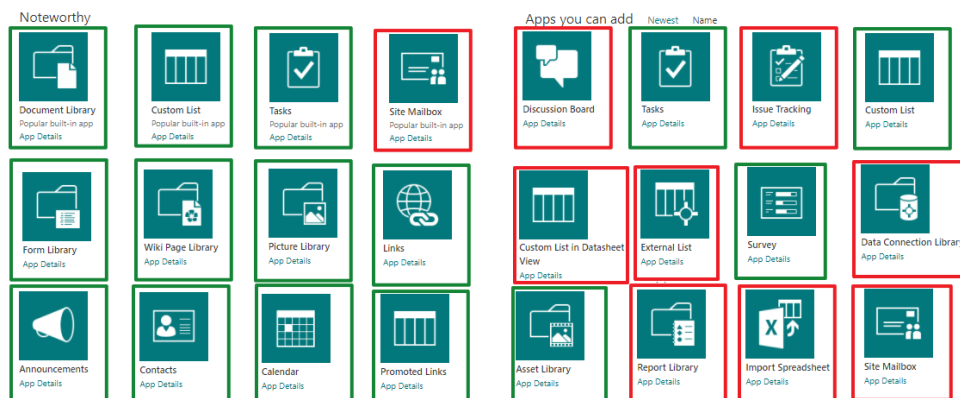 Noteworthy
Document Library
Popular built-in app
App Details
Custom List
Popular built-in app
App Details
Tasks
Popular built-in app
App Details
Site Mailbox
Popular built-in app
App Details
Form Library
App Details
Wiki Page Library
App Details
Picture Library
App Details
Links
App Details
Announcements
App Details
Contacts
App Details
Calendar
App Details
Promoted Links
App Details
Apps you can add Newest Name
Discussion Board
App Details
Tasks
App Details
Issue Tracking
App Details
Custom List
App Details
Custom List in Datasheet
View
App Details
External List
App Details
Survey
App Details
Data Connection Library
App Details
Asset Library
App Details
Report Library
App Details
X
Import Spreadsheet
App Details
Site Mailbox
App Details